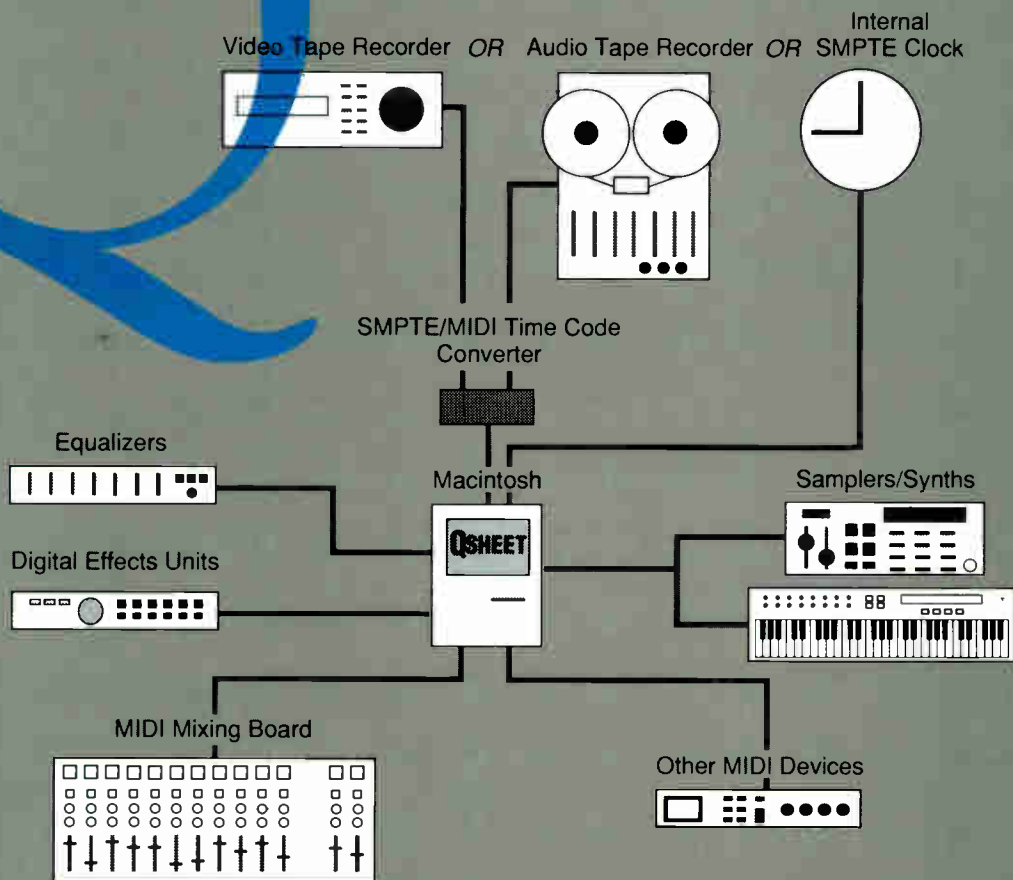 Internal
Video Tape Recorder OR Audio Tape Recorder OR SMPTE Clock
SMPTE/MIDI Time Code
Converter
Equalizers
Macintosh
Samplers/Synths
QSHEET
Digital Effects Units
MIDI Mixing Board
Other MIDI Devices